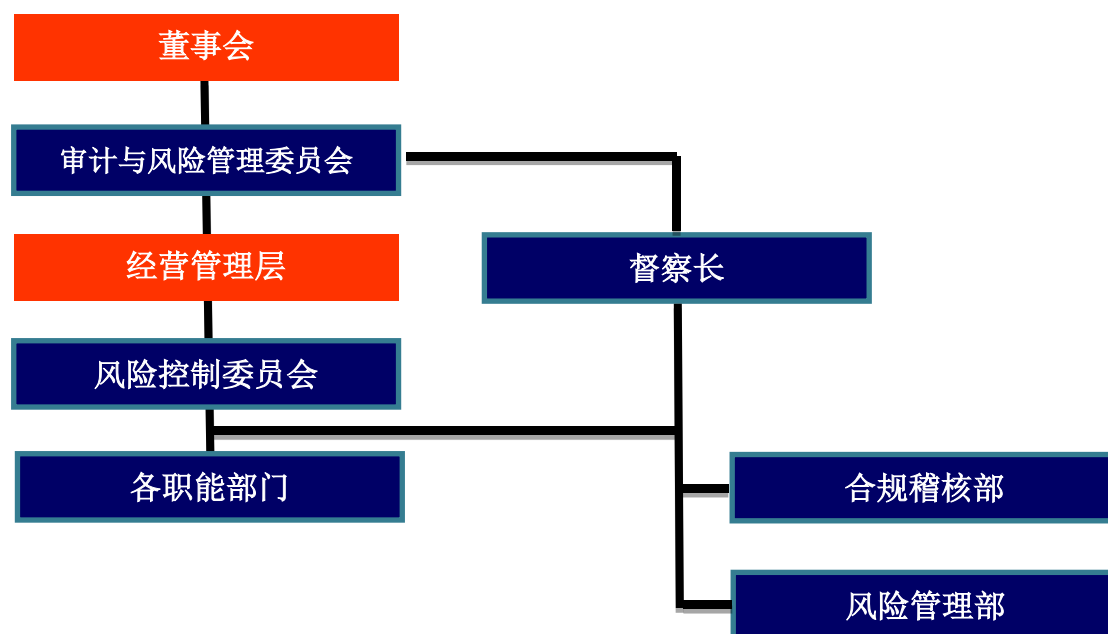 董事会
审计与风险管理委员会
经营管理层
督察长
风险控制委员会
各职能部门
合规稽核部
风险管理部